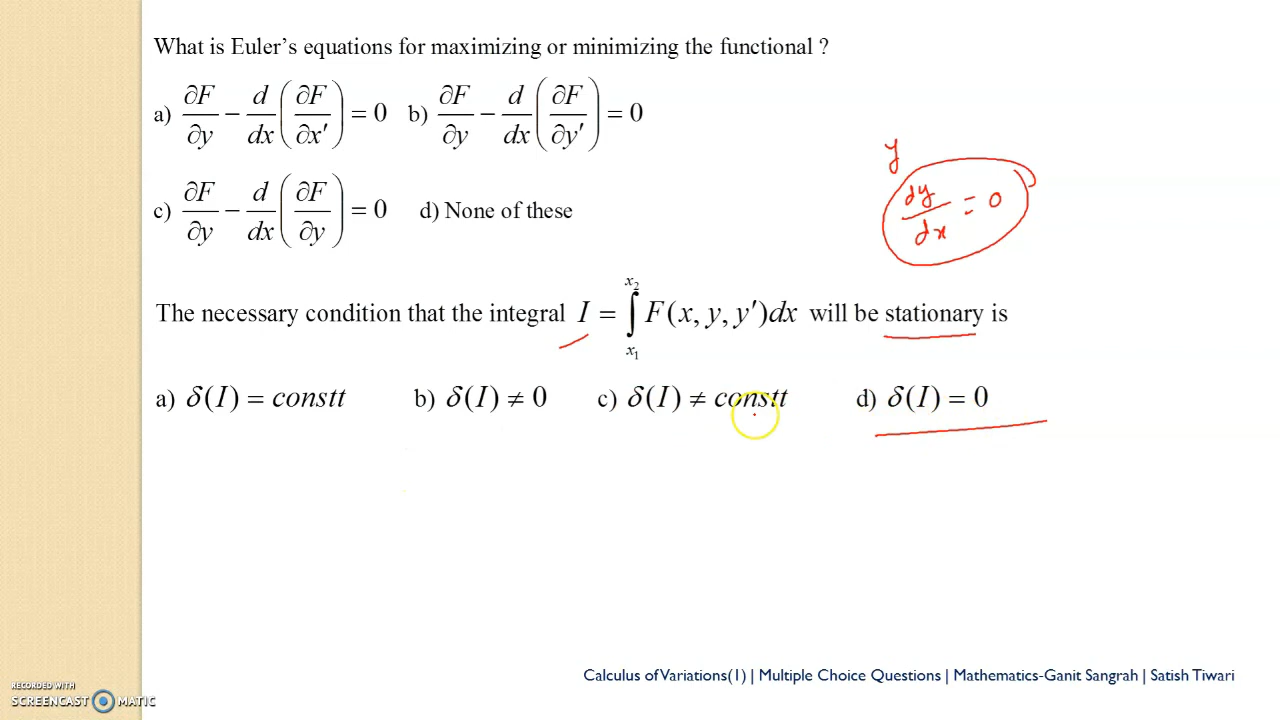 What is Euler's equations for maximizing or minimizing the functional ?
a) ∂F/∂y − d/dx (∂F/∂x′) = 0 b) ∂F/∂y − d/dx (∂F/∂y′) = 0
y
dy/dx = 0
c) ∂F/∂y − d/dx (∂F/∂y) = 0 d) None of these
The necessary condition that the integral I = ∫_{x₁}^{x₂} F(x, y, y′)dx will be stationary is
a) δ(I) = constt b) δ(I) ≠ 0 c) δ(I) ≠ constt d) δ(I) = 0
Calculus of Variations(1) | Multiple Choice Questions | Mathematics-Ganit Sangrah | Satish Tiwari
RECORDED WITH
SCREENCAST MATIC